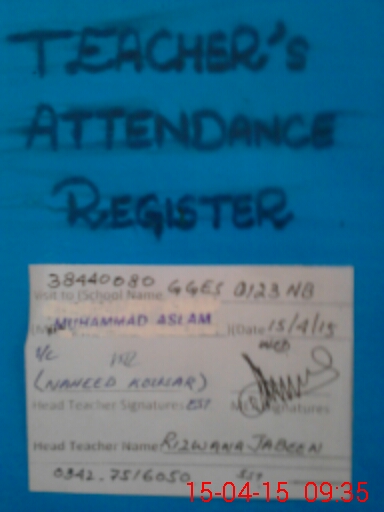 TEACHER'S
ATTENDANCE
REGISTER
38440080 GGES 0123 NB
Visit to (School Name
MUHAMMAD ASLAM )(Date 15/4/15
WED
I/C
(NAHEED KOUSAR)
Head Teacher Signatures EST Signatures
Head Teacher Name RIZWANA JABEEN
0342.7516050
15-04-15 09:35